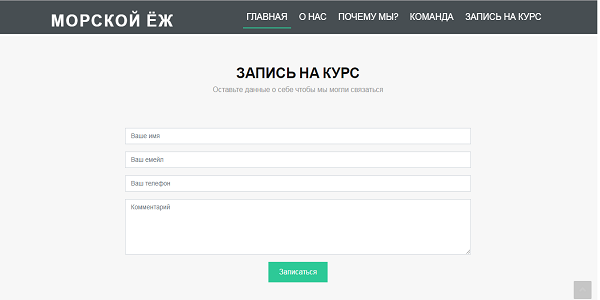 МОРСКОЙ ЁЖ
ГЛАВНАЯ О НАС ПОЧЕМУ МЫ? КОМАНДА ЗАПИСЬ НА КУРС
ЗАПИСЬ НА КУРС
Оставьте данные о себе чтобы мы могли связаться
Ваше имя
Ваш емейл
Ваш телефон
Комментарий
Записаться